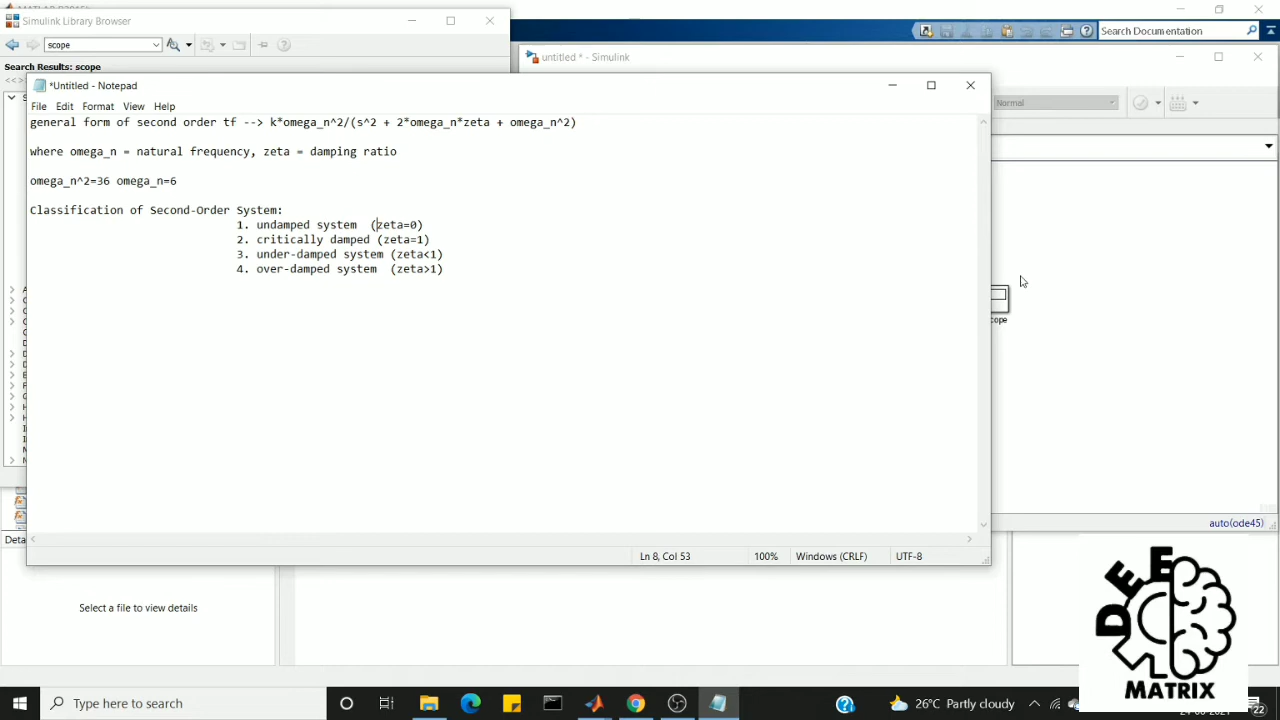 Simulink Library Browser
scope
Search Documentation
Search Results: scope
untitled * - Simulink
*Untitled - Notepad
File Edit Format View Help
Normal
general form of second order tf --> k*omega_n^2/(s^2 + 2*omega_n*zeta + omega_n^2)
where omega_n = natural frequency, zeta = damping ratio
omega_n^2=36 omega_n=6
Classification of Second-Order System:
1. undamped system (zeta=0)
2. critically damped (zeta=1)
3. under-damped system (zeta<1)
4. over-damped system (zeta>1)
cope
auto(ode45)
Deta
Ln 8, Col 53
100%
Windows (CRLF)
UTF-8
Select a file to view details
DEE
MATRIX
Type here to search
26°C Partly cloudy
22